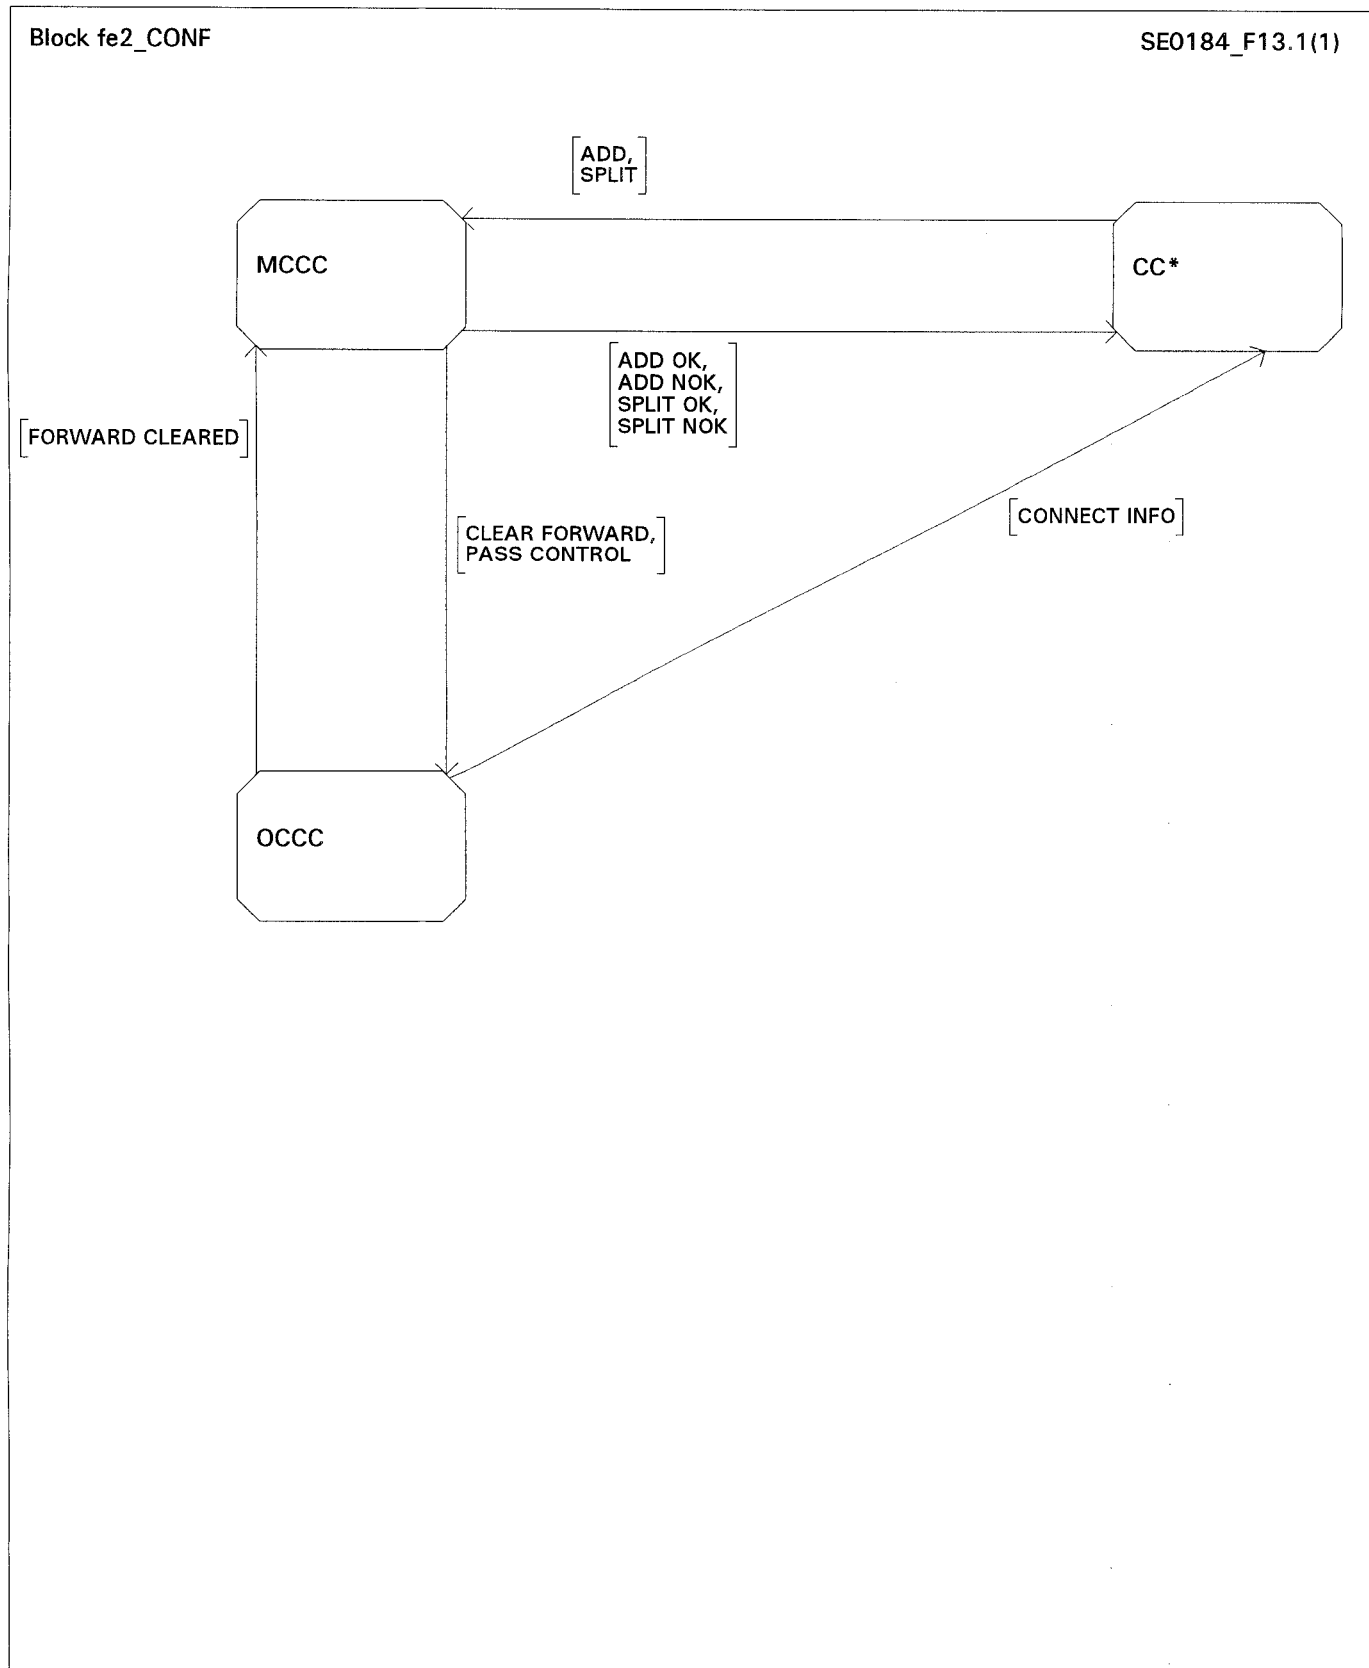 Block fe2_CONF
SE0184_F13.1(1)
ADD,
SPLIT
MCCC
CC*
ADD OK,
ADD NOK,
SPLIT OK,
SPLIT NOK
FORWARD CLEARED
CONNECT INFO
CLEAR FORWARD,
PASS CONTROL
OCCC